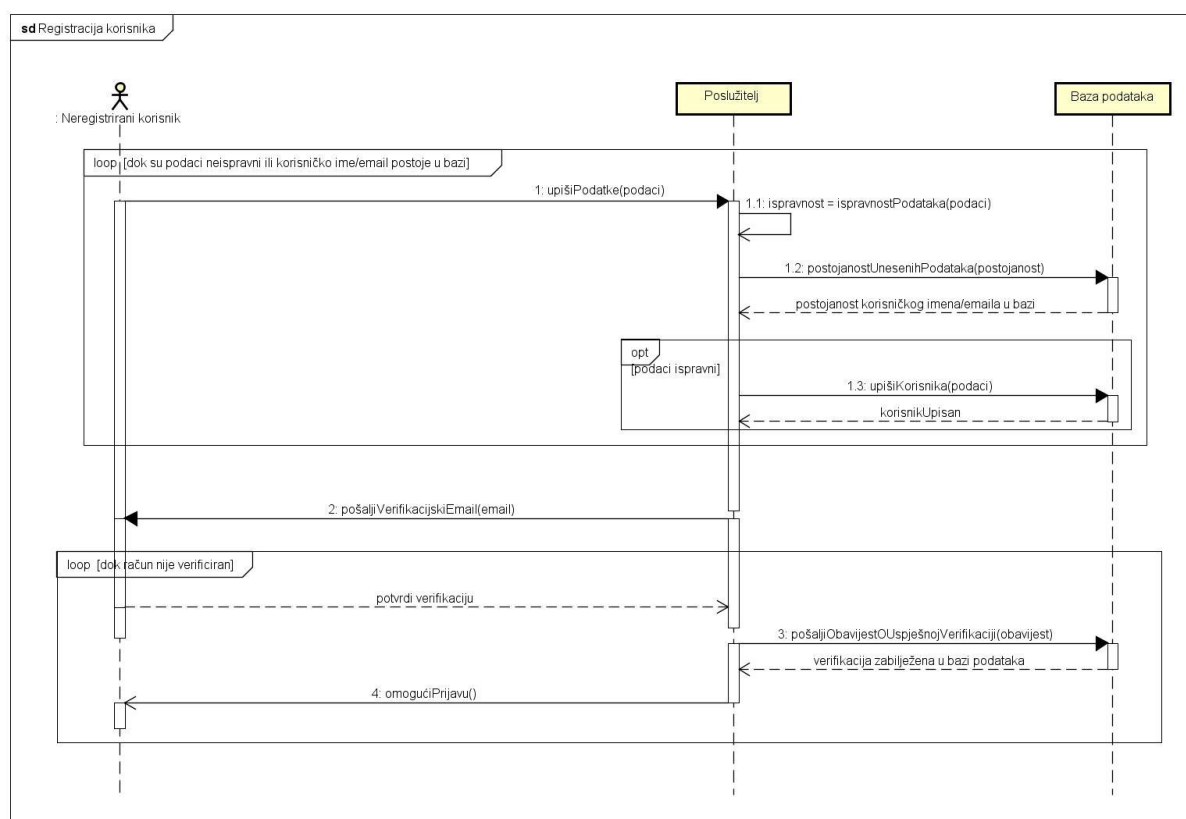 sd Registracija korisnika
: Neregistrirani korisnik
Poslužitelj
Baza podataka
loop [dok su podaci neispravni ili korisničko ime/email postoje u bazi]
1: upišiPodatke(podaci)
1.1: ispravnost = ispravnostPodataka(podaci)
1.2: postojanostUnesenihPodataka(postojanost)
postojanost korisničkog imena/emaila u bazi
opt
[podaci ispravni]
1.3: upišiKorisnika(podaci)
korisnikUpisan
2: pošaljiVerifikacijskiEmail(email)
loop [dok račun nije verificiran]
potvrdi verifikaciju
3: pošaljiObavijestOUspješnojVerifikaciji(obavijest)
verifikacija zabilježena u bazi podataka
4: omogućiPrijavu()